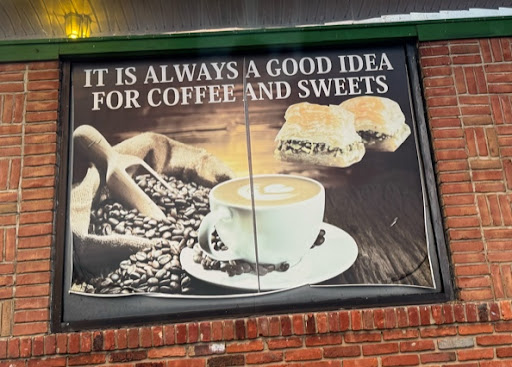 IT IS ALWAYS A GOOD IDEA
FOR COFFEE AND SWEETS